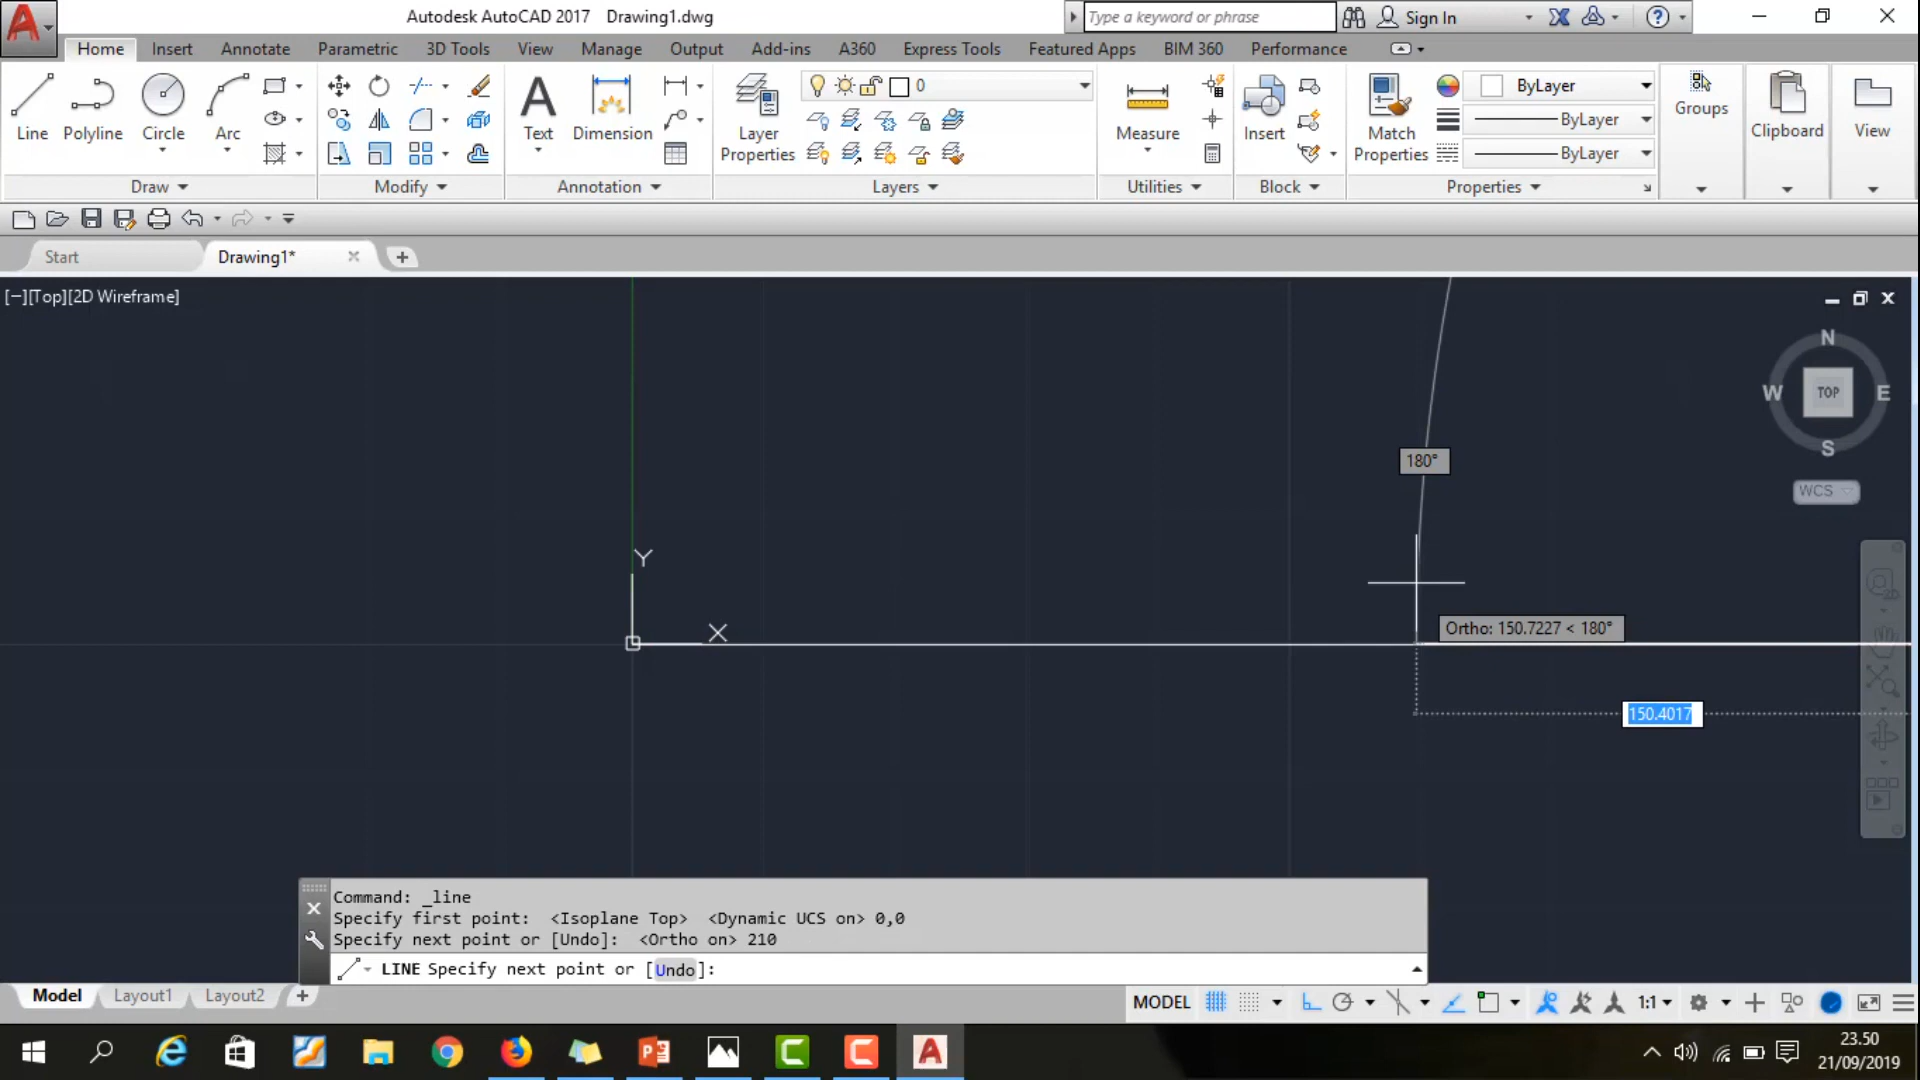 Autodesk AutoCAD 2017 Drawing1.dwg
Type a keyword or phrase
Sign In
Home Insert Annotate Parametric 3D Tools View Manage Output Add-ins A360 Express Tools Featured Apps BIM 360 Performance
Line Polyline Circle Arc
Text Dimension
Layer Properties
0
Measure
Insert
Match Properties
ByLayer
ByLayer
ByLayer
Groups
Clipboard
View
Draw Modify Annotation Layers Utilities Block Properties
Start Drawing1*
[−][Top][2D Wireframe]
N
W TOP E
S
WCS
180°
Y
X
Ortho: 150.7227 < 180°
150.4017
Command: _line
Specify first point: <Isoplane Top> <Dynamic UCS on> 0,0
Specify next point or [Undo]: <Ortho on> 210
LINE Specify next point or [Undo]:
Model Layout1 Layout2
MODEL 1:1
23.50
21/09/2019